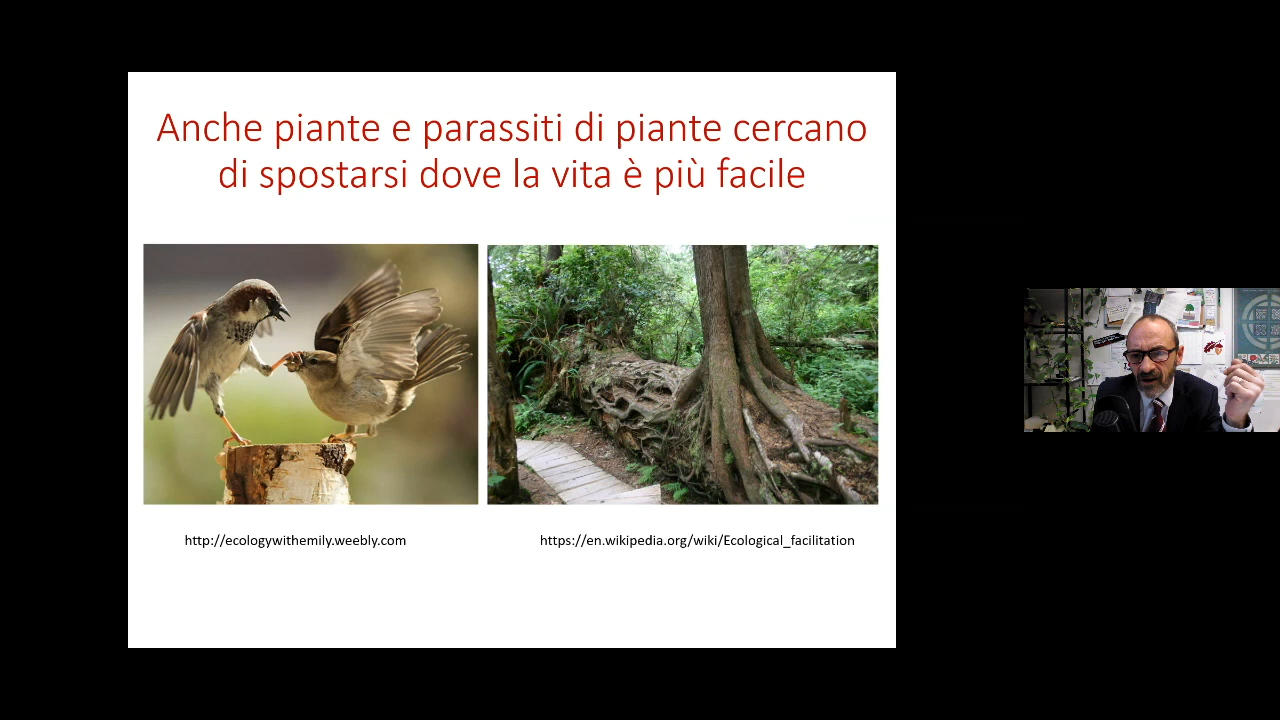 Anche piante e parassiti di piante cercano
di spostarsi dove la vita è più facile
http://ecologywithemily.weebly.com
https://en.wikipedia.org/wiki/Ecological_facilitation